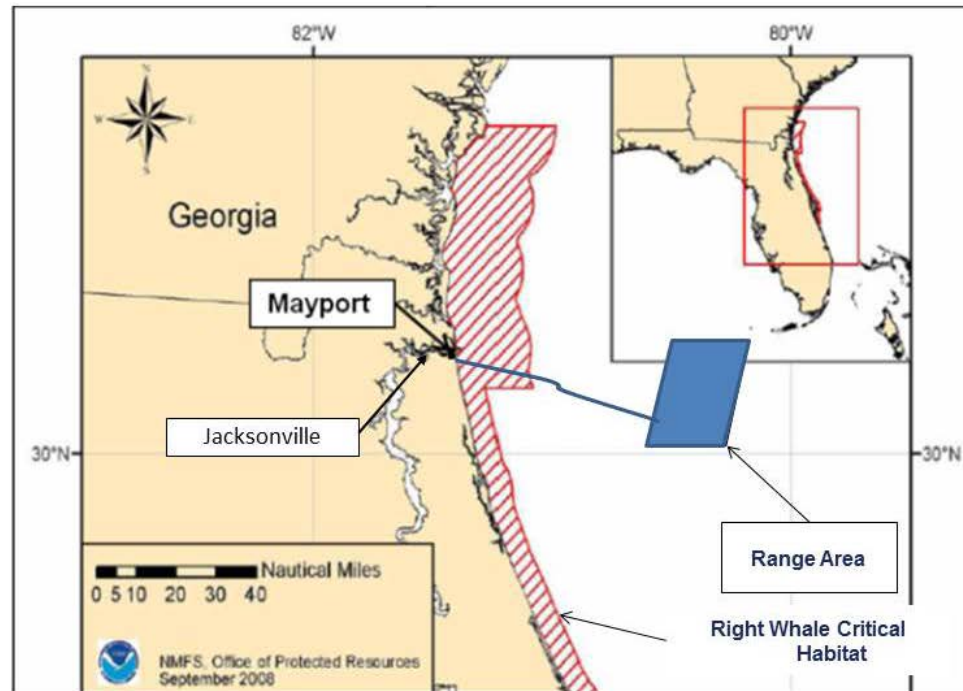 82°W
80°W
N
W
E
S
Georgia
Mayport
Jacksonville
30°N
30°N
Range Area
Right Whale Critical
Habitat
Nautical Miles
0 5 10 20 30 40
NMFS, Office of Protected Resources
September 2008